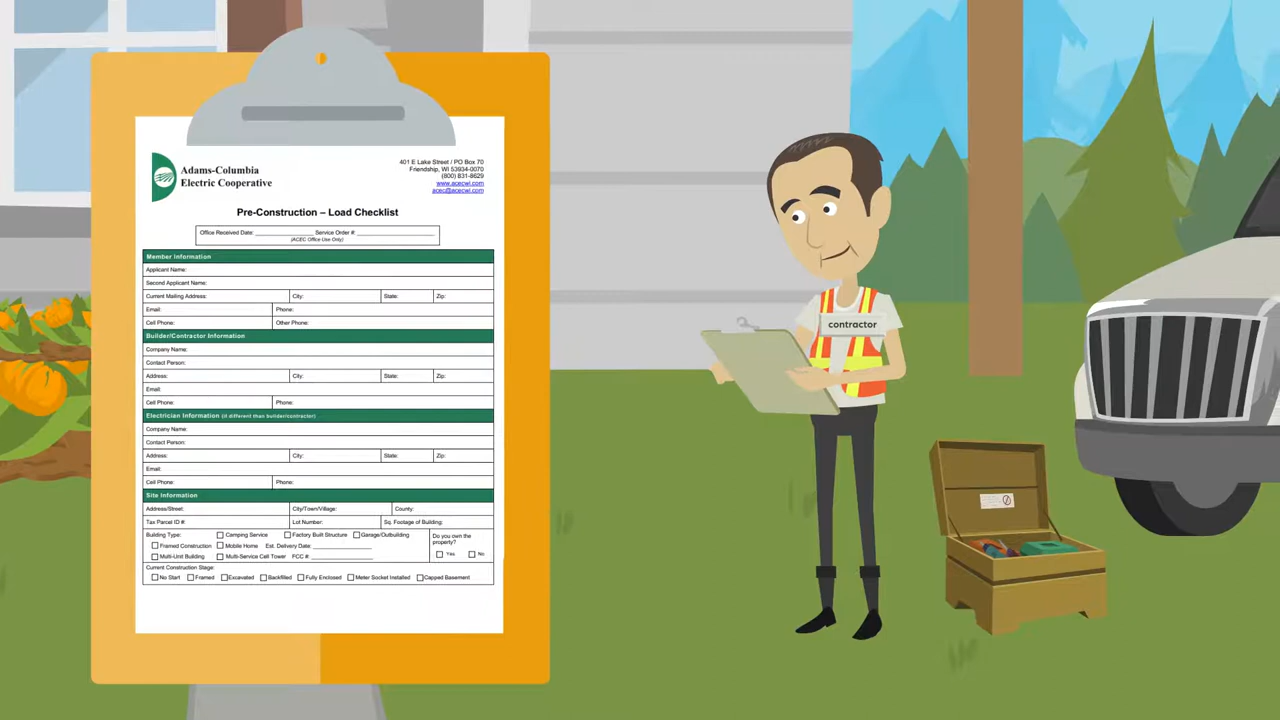 Adams-Columbia
Electric Cooperative
401 E Lake Street / PO Box 70
Friendship, WI 53934-0070
(800) 831-8629
www.acecwi.com
acec@acecwi.com
Pre-Construction – Load Checklist
Office Received Date: ________________ Service Order #: ________________
(ACEC Office Use Only)
Member Information
Applicant Name:
Second Applicant Name:
Current Mailing Address: City: State: Zip:
Email: Phone:
Cell Phone: Other Phone:
Builder/Contractor Information
Company Name:
Contact Person:
Address: City: State: Zip:
Email:
Cell Phone: Phone:
Electrician Information (if different than builder/contractor)
Company Name:
Contact Person:
Address: City: State: Zip:
Email:
Cell Phone: Phone:
Site Information
Address/Street: City/Town/Village: County:
Tax Parcel ID #: Lot Number: Sq. Footage of Building:
Building Type: Camping Service Factory Built Structure Garage/Outbuilding
Framed Construction Mobile Home Est. Delivery Date: ________________
Multi-Unit Building Multi-Service Cell Tower FCC #: ________________
Do you own the
property?
Yes No
Current Construction Stage:
No Start Framed Excavated Backfilled Fully Enclosed Meter Socket Installed Capped Basement
contractor